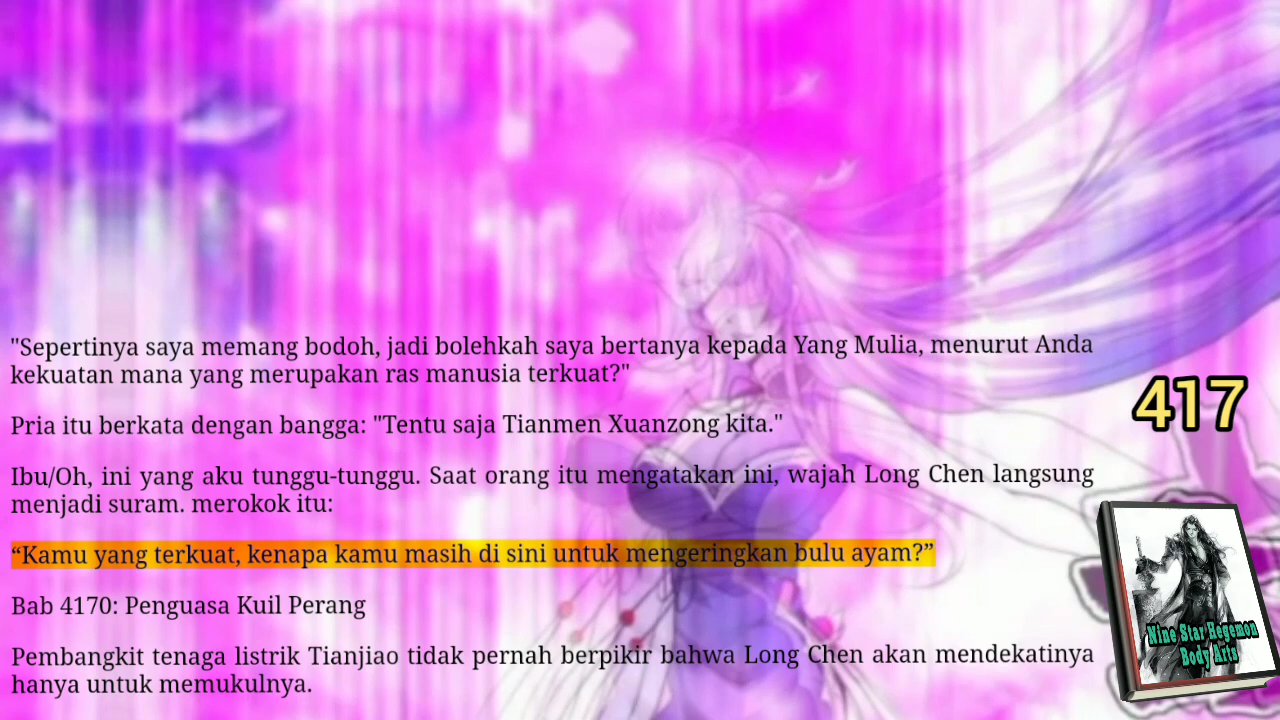 "Sepertinya saya memang bodoh, jadi bolehkah saya bertanya kepada Yang Mulia, menurut Anda
kekuatan mana yang merupakan ras manusia terkuat?"
Pria itu berkata dengan bangga: "Tentu saja Tianmen Xuanzong kita."
Ibu/Oh, ini yang aku tunggu-tunggu. Saat orang itu mengatakan ini, wajah Long Chen langsung
menjadi suram. merokok itu:
“Kamu yang terkuat, kenapa kamu masih di sini untuk mengeringkan bulu ayam?”
Bab 4170: Penguasa Kuil Perang
Pembangkit tenaga listrik Tianjiao tidak pernah berpikir bahwa Long Chen akan mendekatinya
hanya untuk memukulnya.
417
Nine Star Hegemon
Body Arts